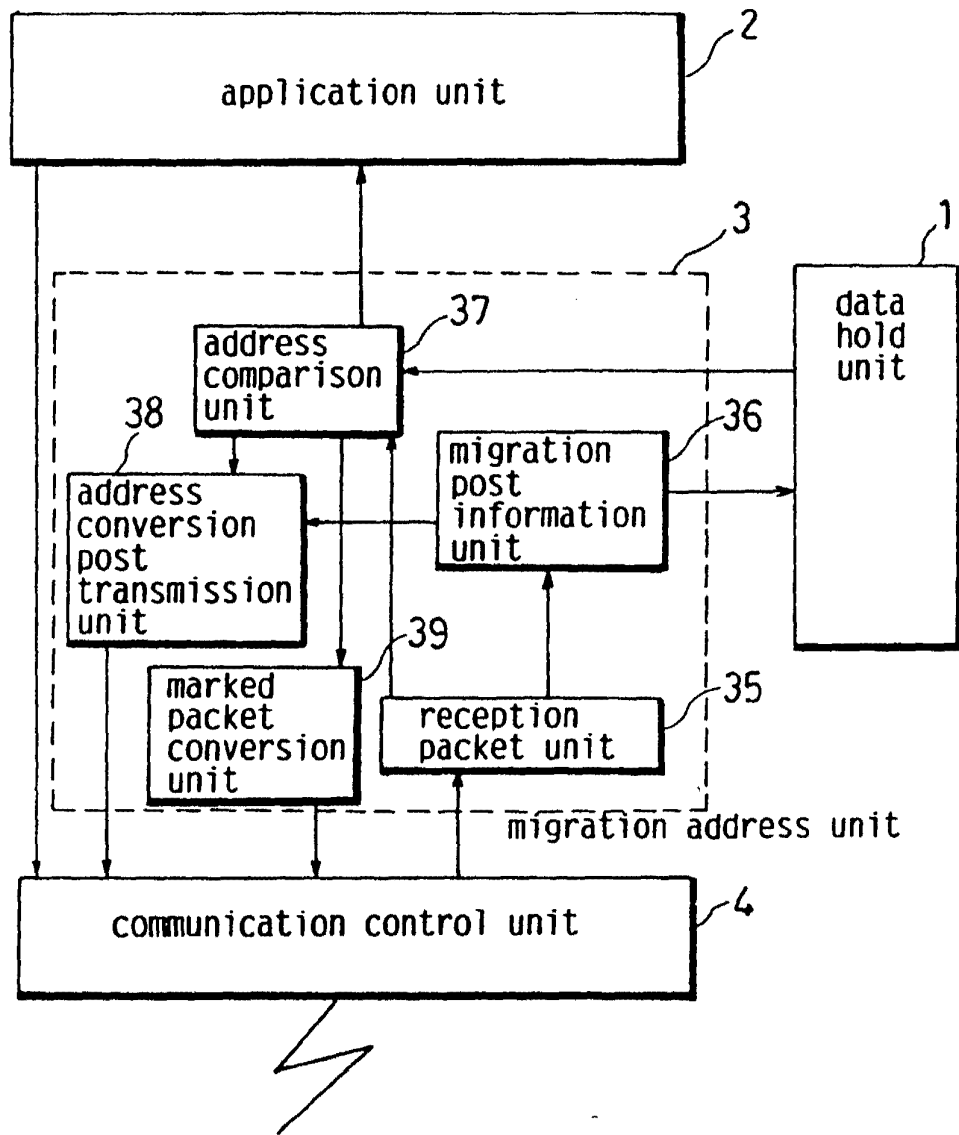 2
application unit
3
1
data
hold
unit
37
address
comparison
unit
38
36
migration
post
information
unit
address
conversion
post
transmission
unit
39
marked
packet
conversion
unit
35
reception
packet unit
migration address unit
4
communication control unit